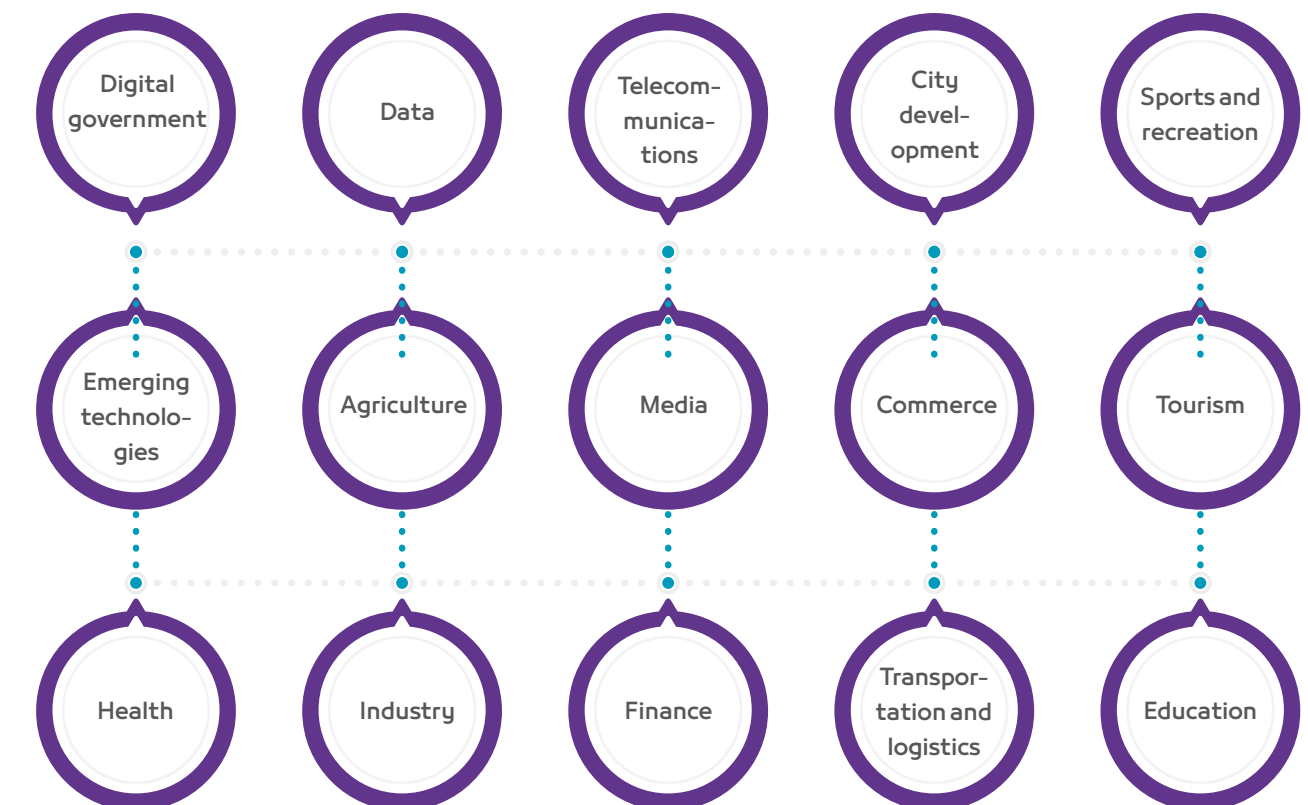 Digital
government
Data
Telecom-
munica-
tions
City
devel-
opment
Sports and
recreation
Emerging
technolo-
gies
Agriculture
Media
Commerce
Tourism
Health
Industry
Finance
Transpor-
tation and
logistics
Education